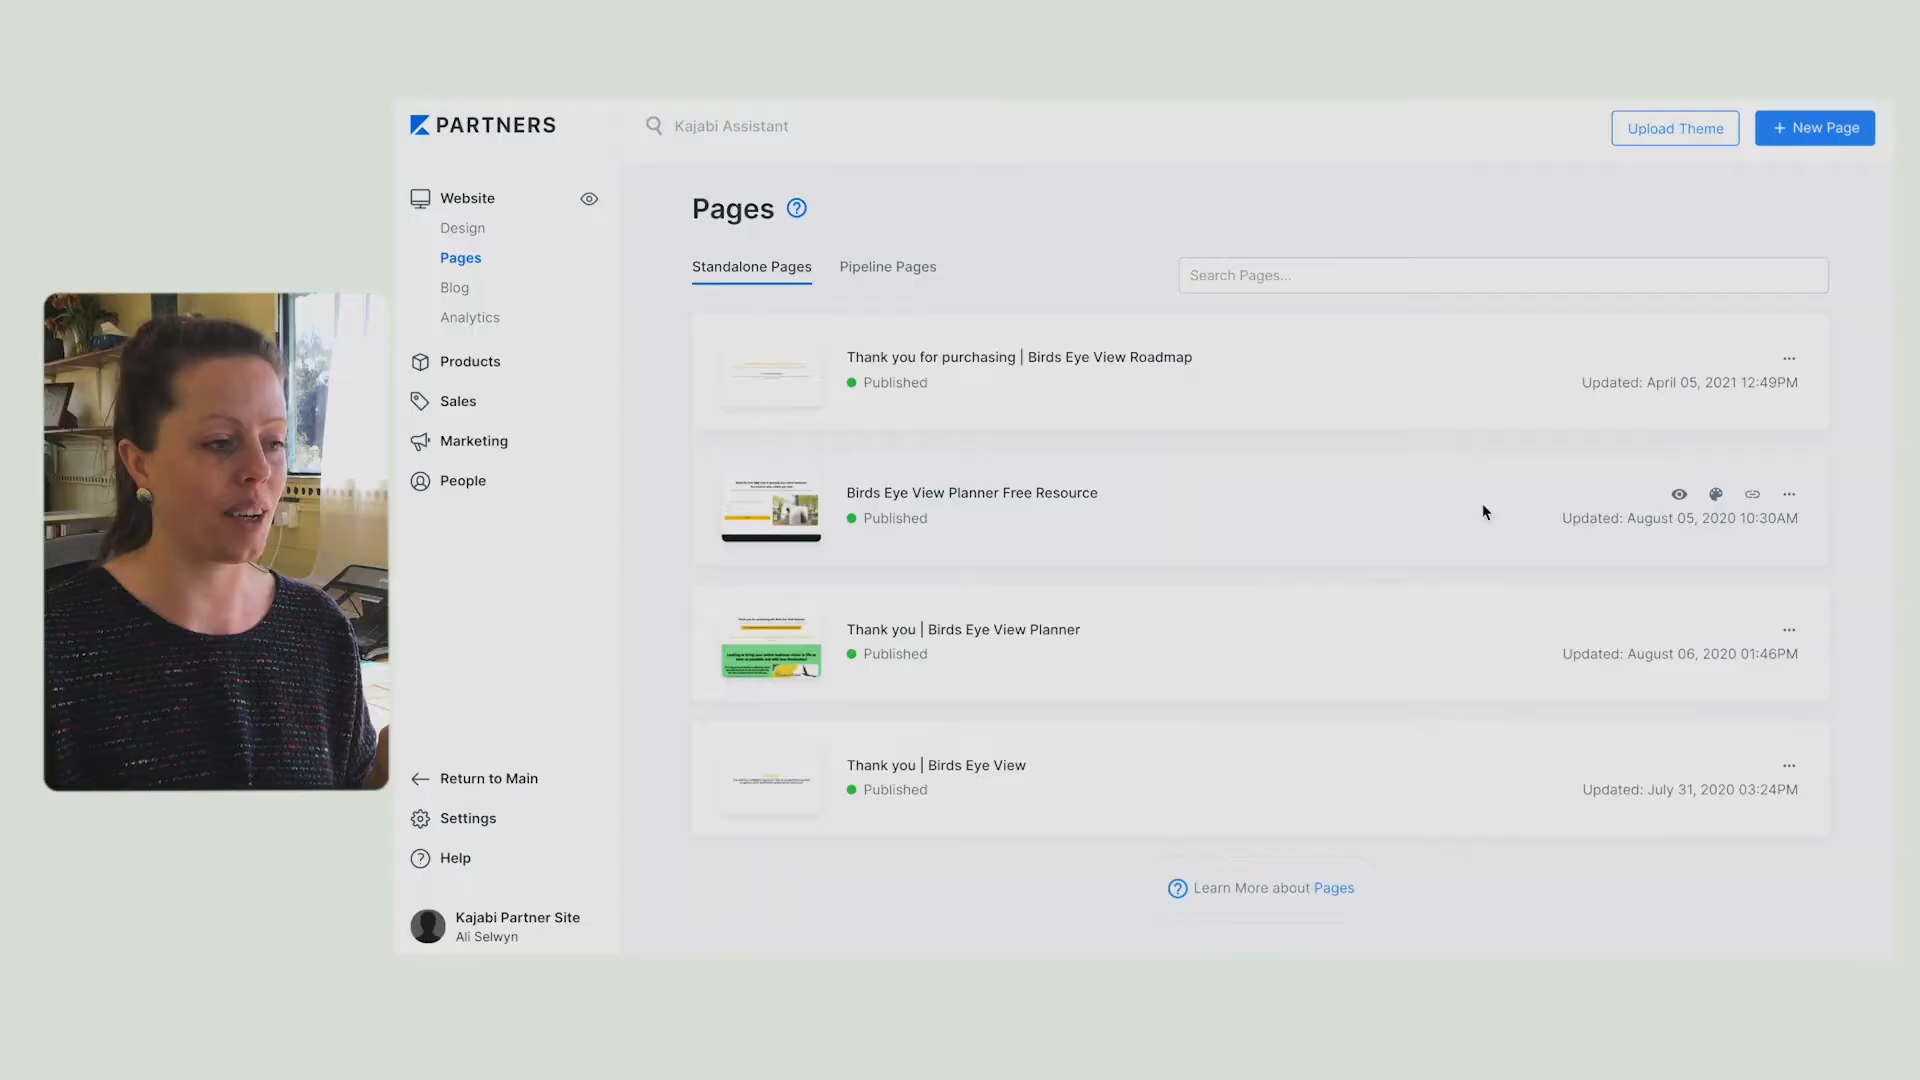 PARTNERS
Kajabi Assistant
Upload Theme
+ New Page
Website
Design
Pages
Blog
Analytics
Products
Sales
Marketing
People
Return to Main
Settings
Help
Kajabi Partner Site
Ali Selwyn
Pages
Standalone Pages
Pipeline Pages
Search Pages...
Thank you for purchasing | Birds Eye View Roadmap
Published
Updated: April 05, 2021 12:49PM
Birds Eye View Planner Free Resource
Published
Updated: August 05, 2020 10:30AM
Thank you | Birds Eye View Planner
Published
Updated: August 06, 2020 01:46PM
Thank you | Birds Eye View
Published
Updated: July 31, 2020 03:24PM
Learn More about Pages